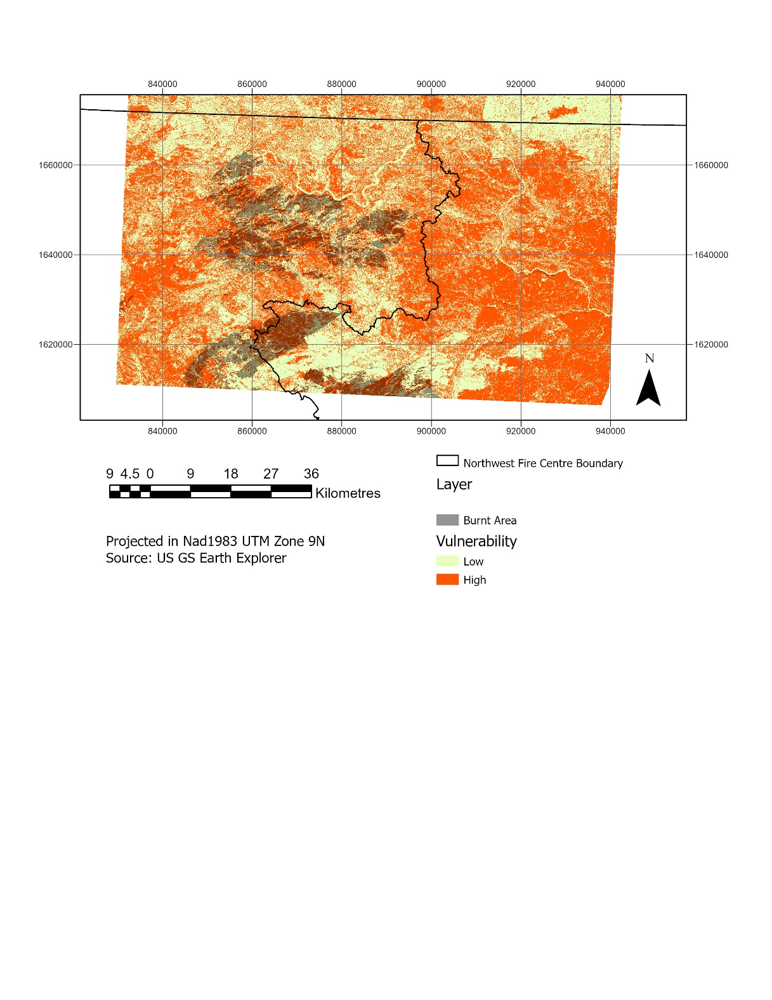 840000 860000 880000 900000 920000 940000
1660000 1660000
1640000 1640000
1620000 1620000
N
840000 860000 880000 900000 920000 940000
9 4.5 0 9 18 27 36
Kilometres
Projected in Nad1983 UTM Zone 9N
Source: US GS Earth Explorer
Northwest Fire Centre Boundary
Layer
Burnt Area
Vulnerability
Low
High